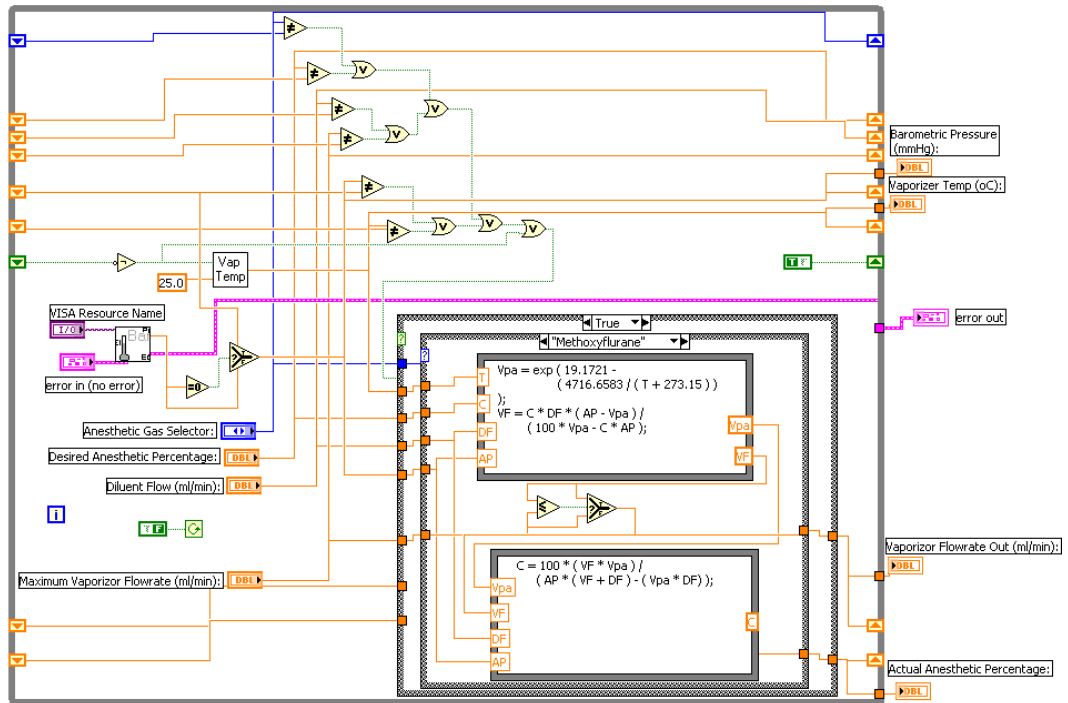 Barometric Pressure
(mmHg):
DBL
Vaporizer Temp (oC):
DBL
Vap
Temp
25.0
T
VISA Resource Name
I/O
Bar
error in (no error)
=0
?
True
"Methoxyflurane"
error out
T
C
DF
AP
Vpa = exp ( 19.1721 -
( 4716.6583 / ( T + 273.15 ) )
);
VF = C * DF * ( AP - Vpa ) /
( 100 * Vpa - C * AP );
Vpa
VF
Anesthetic Gas Selector:
Desired Anesthetic Percentage:
DBL
Diluent Flow (ml/min):
DBL
i
F
≤
?
Maximum Vaporizor Flowrate (ml/min):
DBL
C = 100 * ( VF * Vpa ) /
( AP * ( VF + DF ) - ( Vpa * DF) );
Vpa
VF
DF
AP
C
Vaporizor Flowrate Out (ml/min):
DBL
Actual Anesthetic Percentage:
DBL